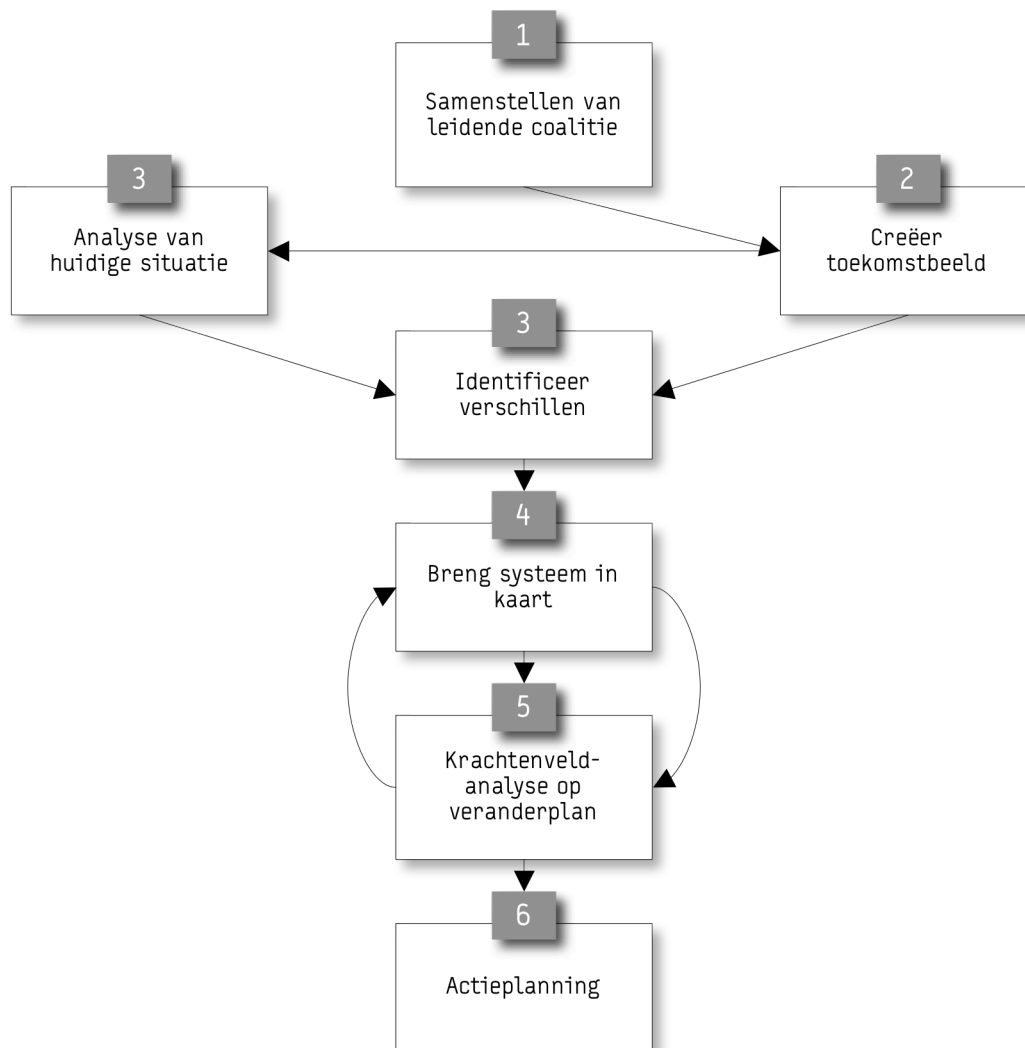 1
Samenstellen van
leidende coalitie
3
Analyse van
huidige situatie
2
Creëer
toekomstbeeld
3
Identificeer
verschillen
4
Breng systeem in
kaart
5
Krachtenveld-
analyse op
veranderplan
6
Actieplanning